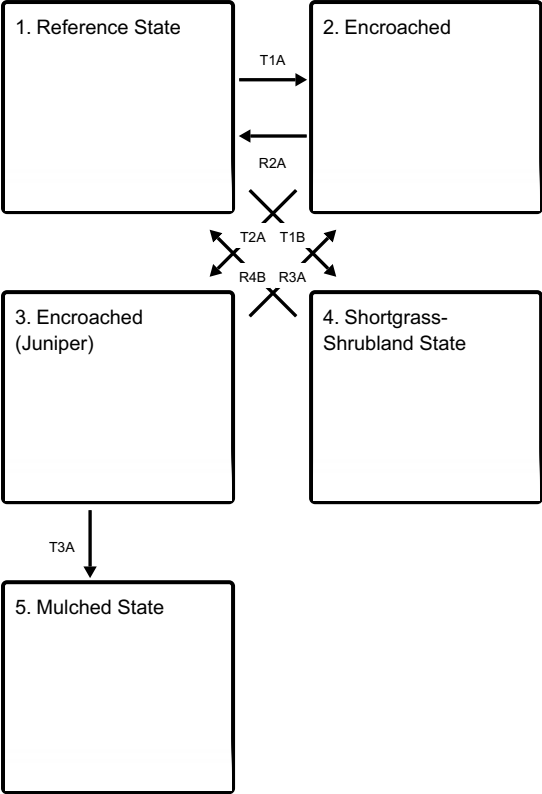 1. Reference State
2. Encroached
T1A
R2A
T2A T1B
R4B R3A
3. Encroached
(Juniper)
4. Shortgrass-
Shrubland State
T3A
5. Mulched State